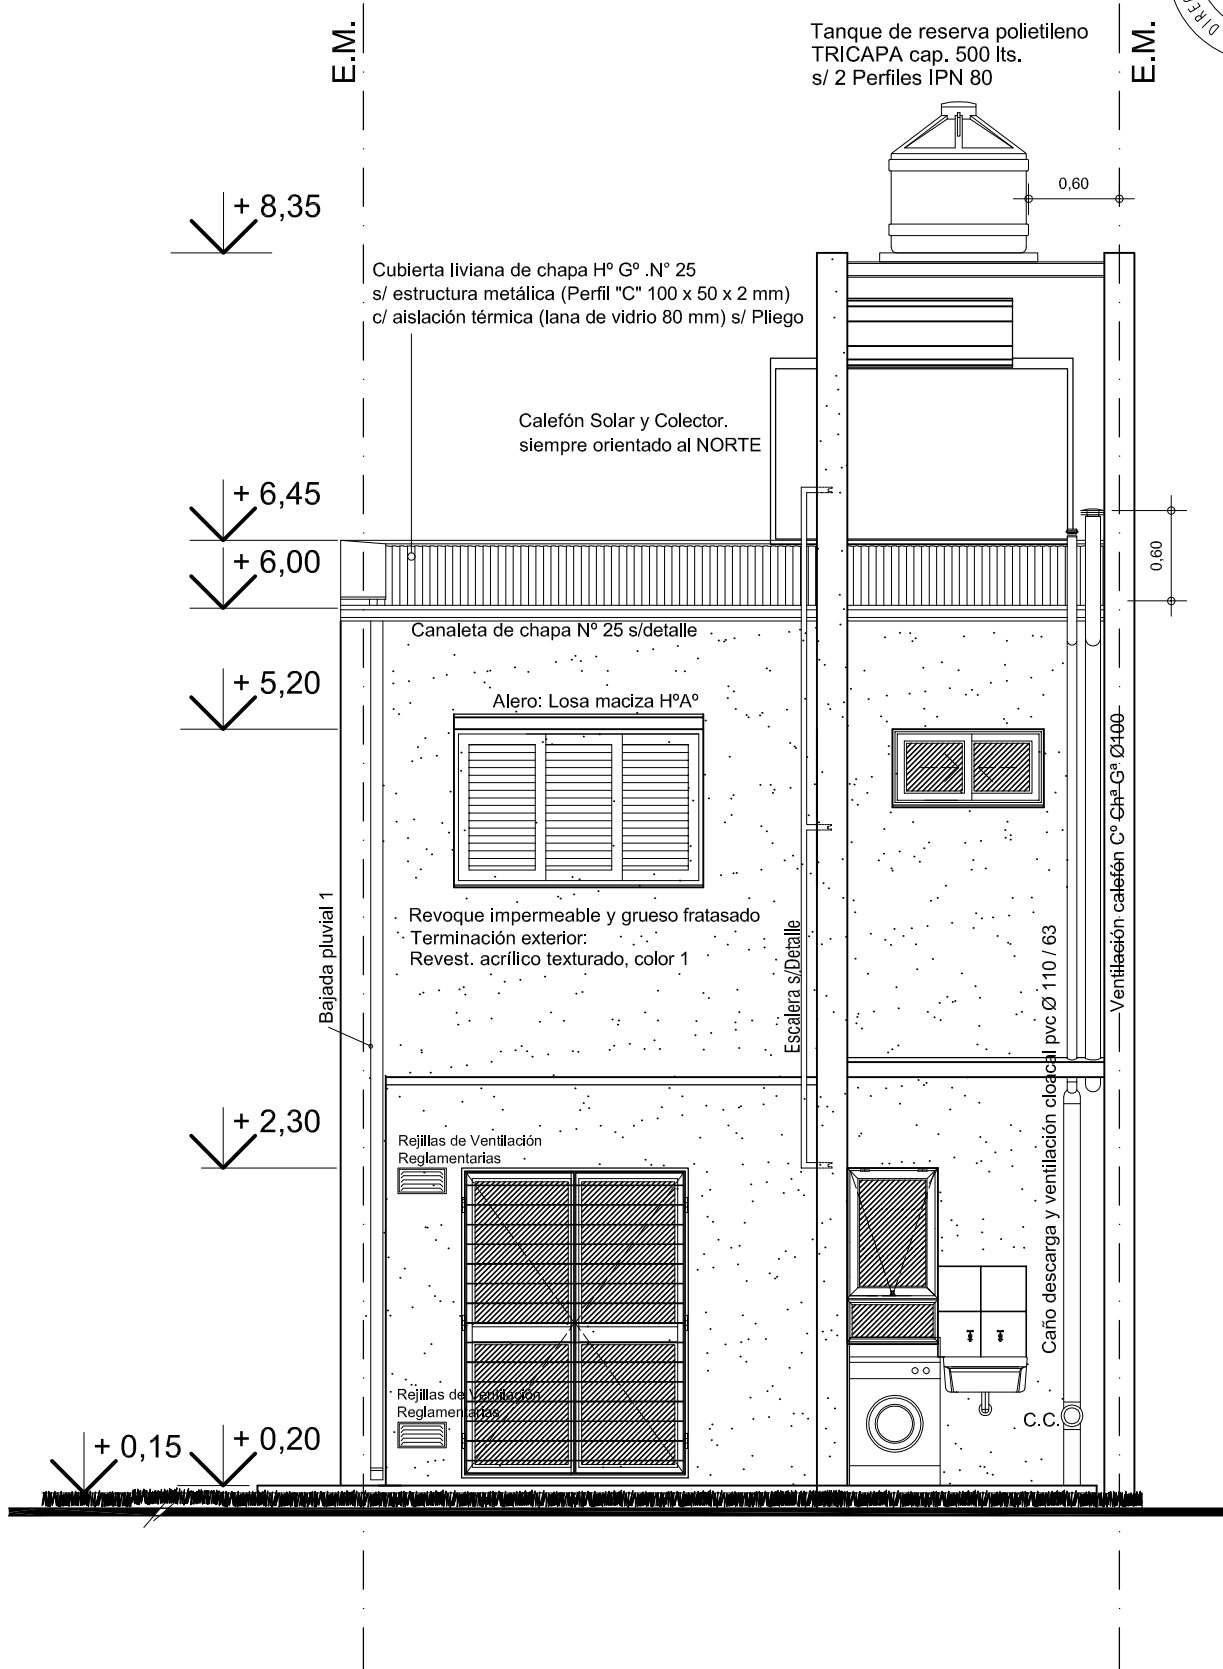 E.M.
Tanque de reserva polietileno
TRICAPA cap. 500 lts.
s/ 2 Perfiles IPN 80
E.M.
DIREC
0,60
+ 8,35
Cubierta liviana de chapa Hº Gº .N° 25
s/ estructura metálica (Perfil "C" 100 x 50 x 2 mm)
c/ aislación térmica (lana de vidrio 80 mm) s/ Pliego
Calefón Solar y Colector.
siempre orientado al NORTE
+ 6,45
+ 6,00
0,60
Canaleta de chapa Nº 25 s/detalle
+ 5,20
Alero: Losa maciza HºAº
Revoque impermeable y grueso fratasado
Terminación exterior:
Revest. acrílico texturado, color 1
Bajada pluvial 1
Escalera s/Detalle
Caño descarga y ventilación cloacal pvc Ø 110 / 63
Ventilación calefón Cº Chª Gª Ø100
+ 2,30
Rejillas de Ventilación
Reglamentarias
Rejillas de Ventilación
Reglamentarias
C.C.
+ 0,15
+ 0,20